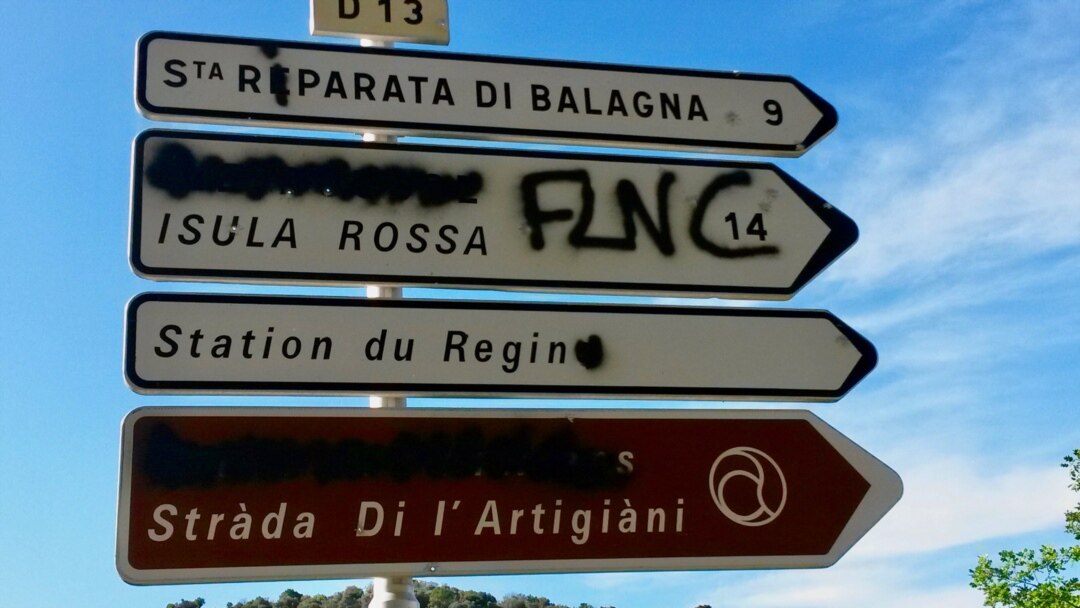 D 13
STA REPARATA DI BALAGNA 9
FLNC
ISULA ROSSA 14
Station du Regin
Stràda Di l'Artigiàni